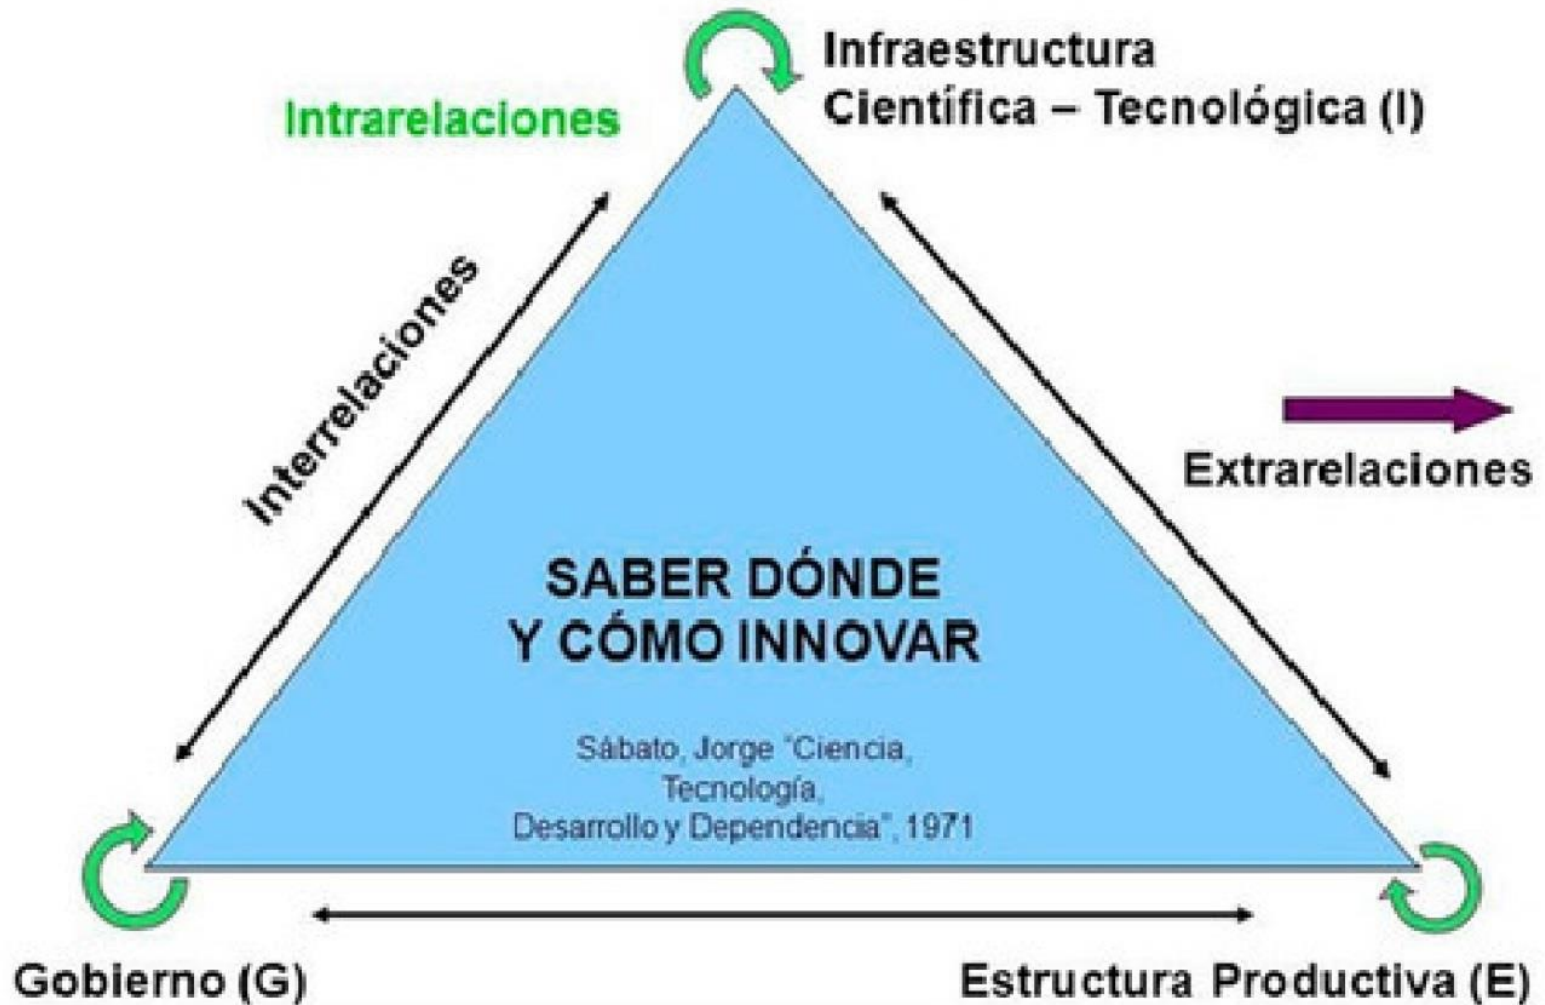 Infraestructura
Científica – Tecnológica (I)
Intrarelaciones
Interrelaciones
Extrarelaciones
SABER DÓNDE
Y CÓMO INNOVAR
Sábato, Jorge "Ciencia,
Tecnología,
Desarrollo y Dependencia", 1971
Gobierno (G)
Estructura Productiva (E)